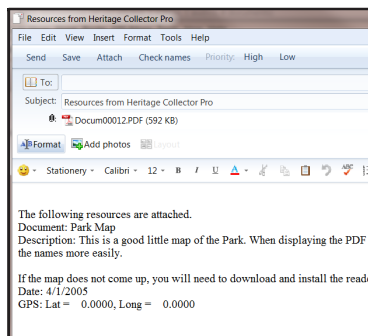 Resources from Heritage Collector Pro
File Edit View Insert Format Tools Help
Send Save Attach Check names Priority: High Low
To:
Subject: Resources from Heritage Collector Pro
Docum00012.PDF (592 KB)
Format Add photos Layout
Stationery Calibri 12 B I U A ABC
The following resources are attached.
Document: Park Map
Description: This is a good little map of the Park. When displaying the PDF
the names more easily.
If the map does not come up, you will need to download and install the
Date: 4/1/2005
GPS: Lat = 0.0000, Long = 0.0000